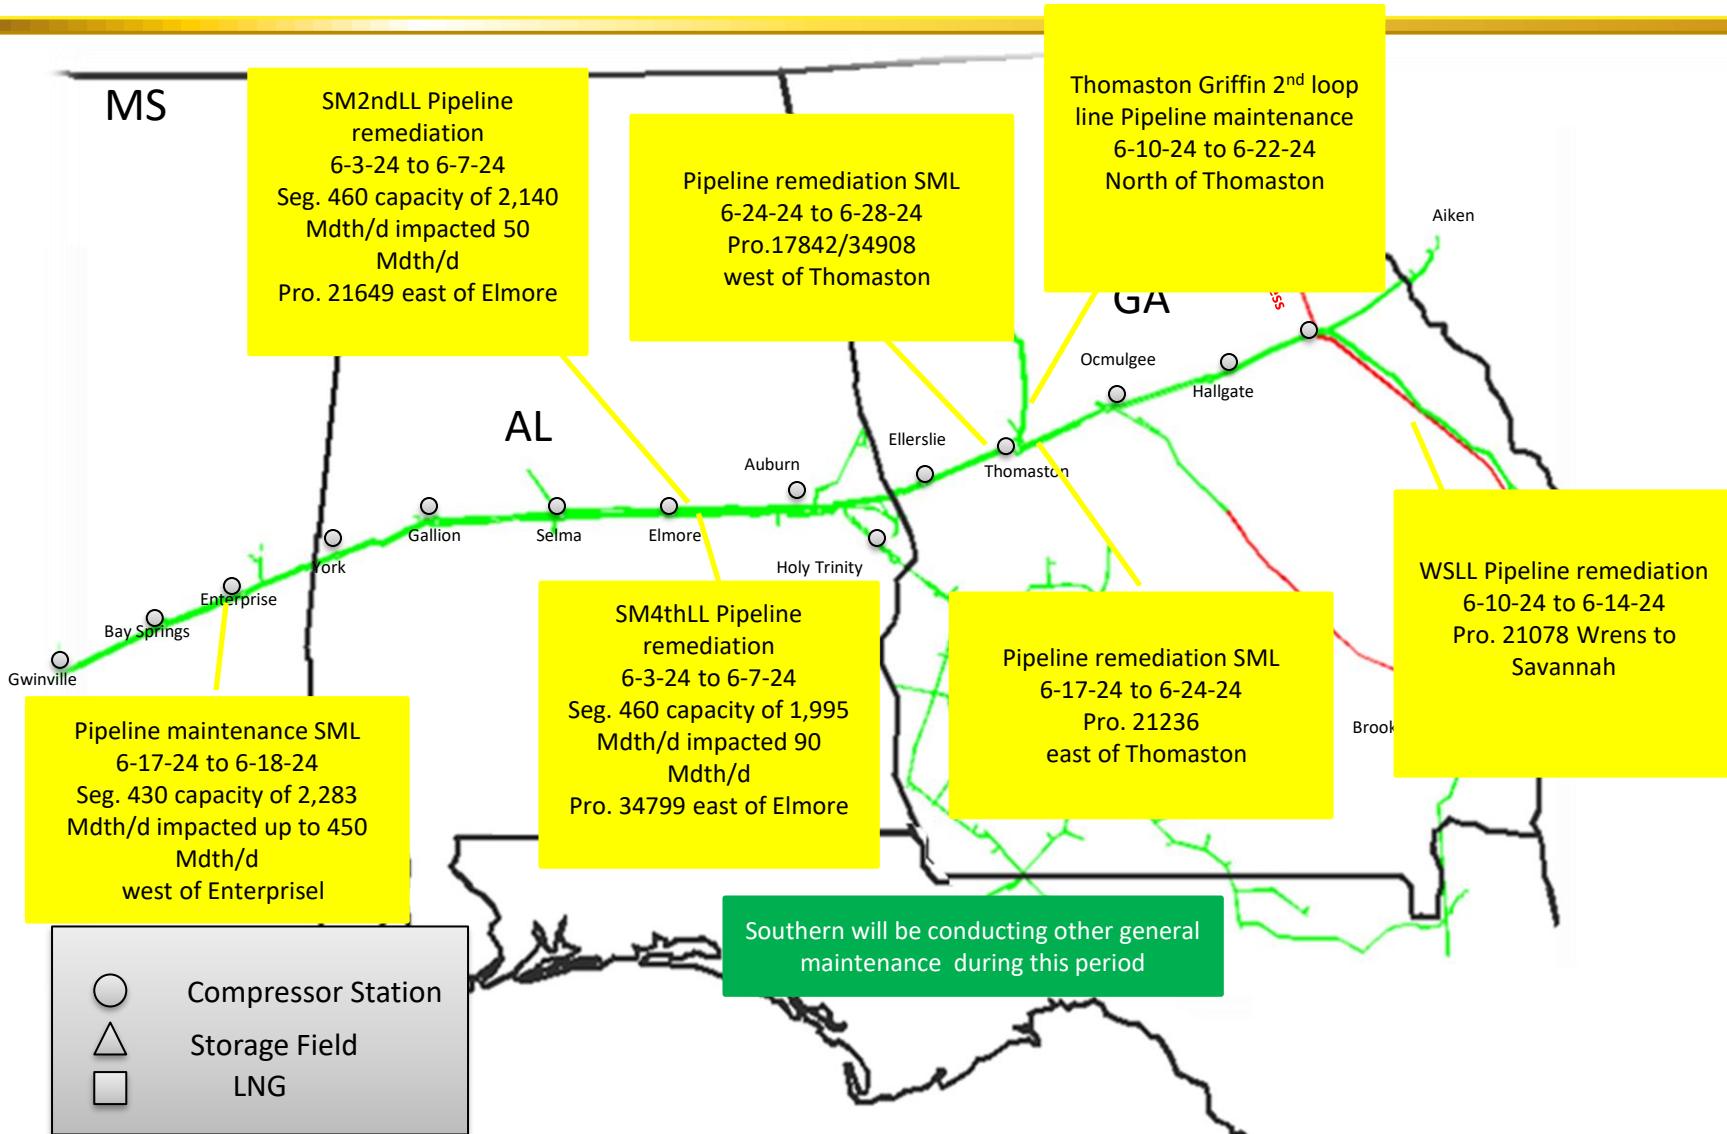 MS
SM2ndLL Pipeline
remediation
6-3-24 to 6-7-24
Seg. 460 capacity of 2,140
Mdth/d impacted 50
Mdth/d
Pro. 21649 east of Elmore
Pipeline remediation SML
6-24-24 to 6-28-24
Pro.17842/34908
west of Thomaston
Thomaston Griffin 2nd loop
line Pipeline maintenance
6-10-24 to 6-22-24
North of Thomaston
GA
Aiken
Ocmulgee
Hallgate
AL
Ellerslie
Auburn
Thomaston
Gallion
Selma
Elmore
York
Holy Trinity
Enterprise
Bay Springs
Gwinville
WSLL Pipeline remediation
6-10-24 to 6-14-24
Pro. 21078 Wrens to
Savannah
SM4thLL Pipeline
remediation
6-3-24 to 6-7-24
Seg. 460 capacity of 1,995
Mdth/d impacted 90
Mdth/d
Pro. 34799 east of Elmore
Pipeline remediation SML
6-17-24 to 6-24-24
Pro. 21236
east of Thomaston
Brook
Pipeline maintenance SML
6-17-24 to 6-18-24
Seg. 430 capacity of 2,283
Mdth/d impacted up to 450
Mdth/d
west of Enterprisel
Southern will be conducting other general
maintenance during this period
Compressor Station
Storage Field
LNG